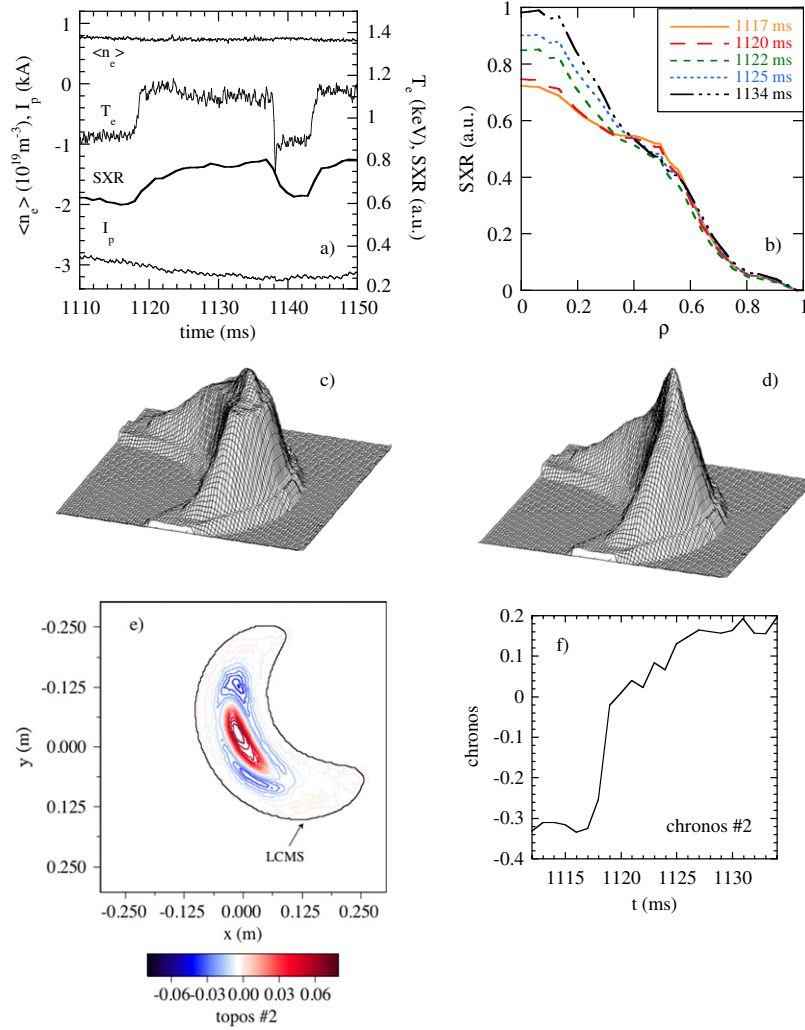 a)
<n_e> (10^19 m^-3), I_p (kA)
1
0
-1
-2
-3
<n_e>
T_e
SXR
I_p
1.4
1.2
1
0.8
0.6
0.4
0.2
T_e (keV), SXR (a.u.)
1110 1120 1130 1140 1150
time (ms)
b)
SXR (a.u.)
1
0.8
0.6
0.4
0.2
0
1117 ms
1120 ms
1122 ms
1125 ms
1134 ms
0 0.2 0.4 0.6 0.8 1
ρ
c)
d)
e)
y (m)
-0.250
-0.125
0.000
0.125
0.250
LCMS
-0.250 -0.125 0.000 0.125 0.250
x (m)
-0.06 -0.03 0.00 0.03 0.06
topos #2
f)
chronos
0.2
0.1
0
-0.1
-0.2
-0.3
-0.4
chronos #2
1115 1120 1125 1130
t (ms)